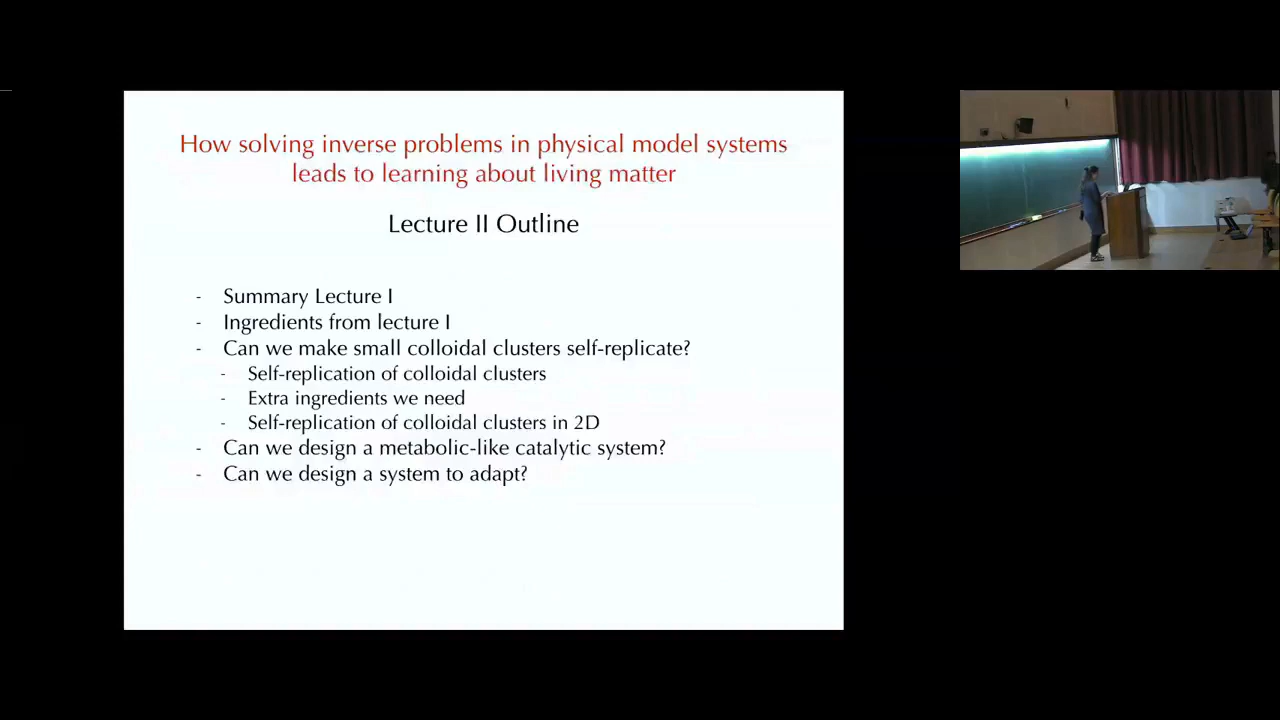 How solving inverse problems in physical model systems
leads to learning about living matter
Lecture II Outline
- Summary Lecture I
- Ingredients from lecture I
- Can we make small colloidal clusters self-replicate?
- Self-replication of colloidal clusters
- Extra ingredients we need
- Self-replication of colloidal clusters in 2D
- Can we design a metabolic-like catalytic system?
- Can we design a system to adapt?